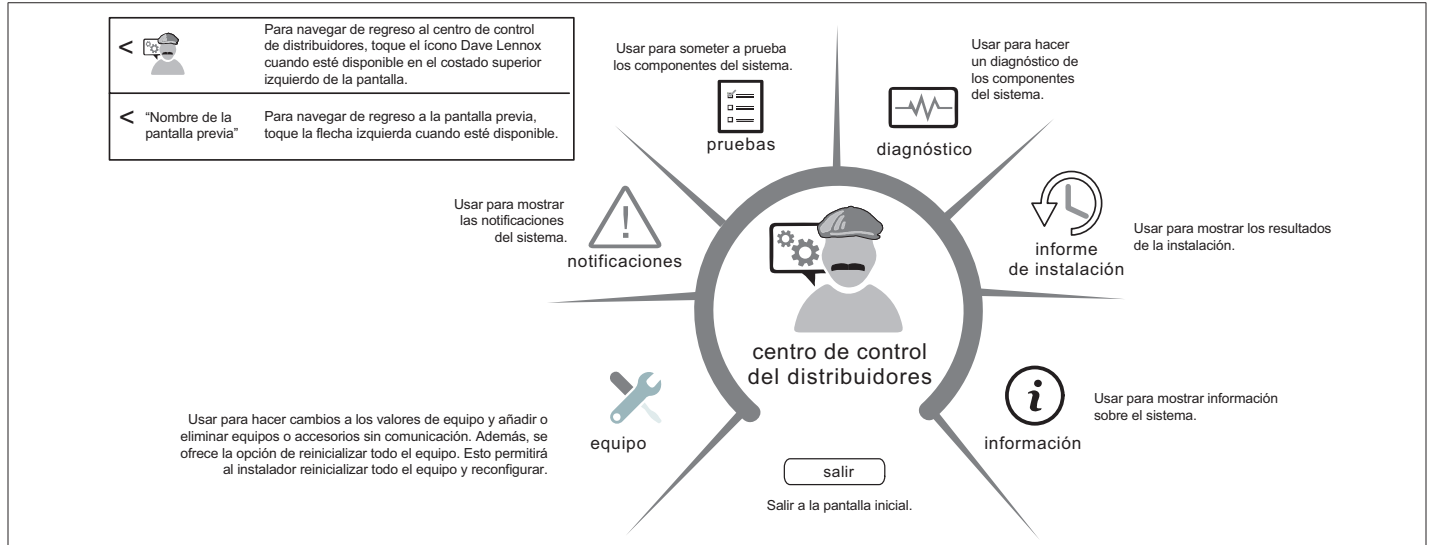 <
Para navegar de regreso al centro de control
de distribuidores, toque el ícono Dave Lennox
cuando esté disponible en el costado superior
izquierdo de la pantalla.
< “Nombre de la
pantalla previa”
Para navegar de regreso a la pantalla previa,
toque la flecha izquierda cuando esté disponible.
Usar para someter a prueba
los componentes del sistema.
pruebas
Usar para hacer
un diagnóstico de
los componentes
del sistema.
diagnóstico
Usar para mostrar
las notificaciones
del sistema.
!
notificaciones
informe
de instalación
Usar para mostrar los resultados
de la instalación.
centro de control
del distribuidores
Usar para hacer cambios a los valores de equipo y añadir o
eliminar equipos o accesorios sin comunicación. Además, se
ofrece la opción de reinicializar todo el equipo. Esto permitirá
al instalador reinicializar todo el equipo y reconfigurar.
equipo
i
información
Usar para mostrar información
sobre el sistema.
salir
Salir a la pantalla inicial.